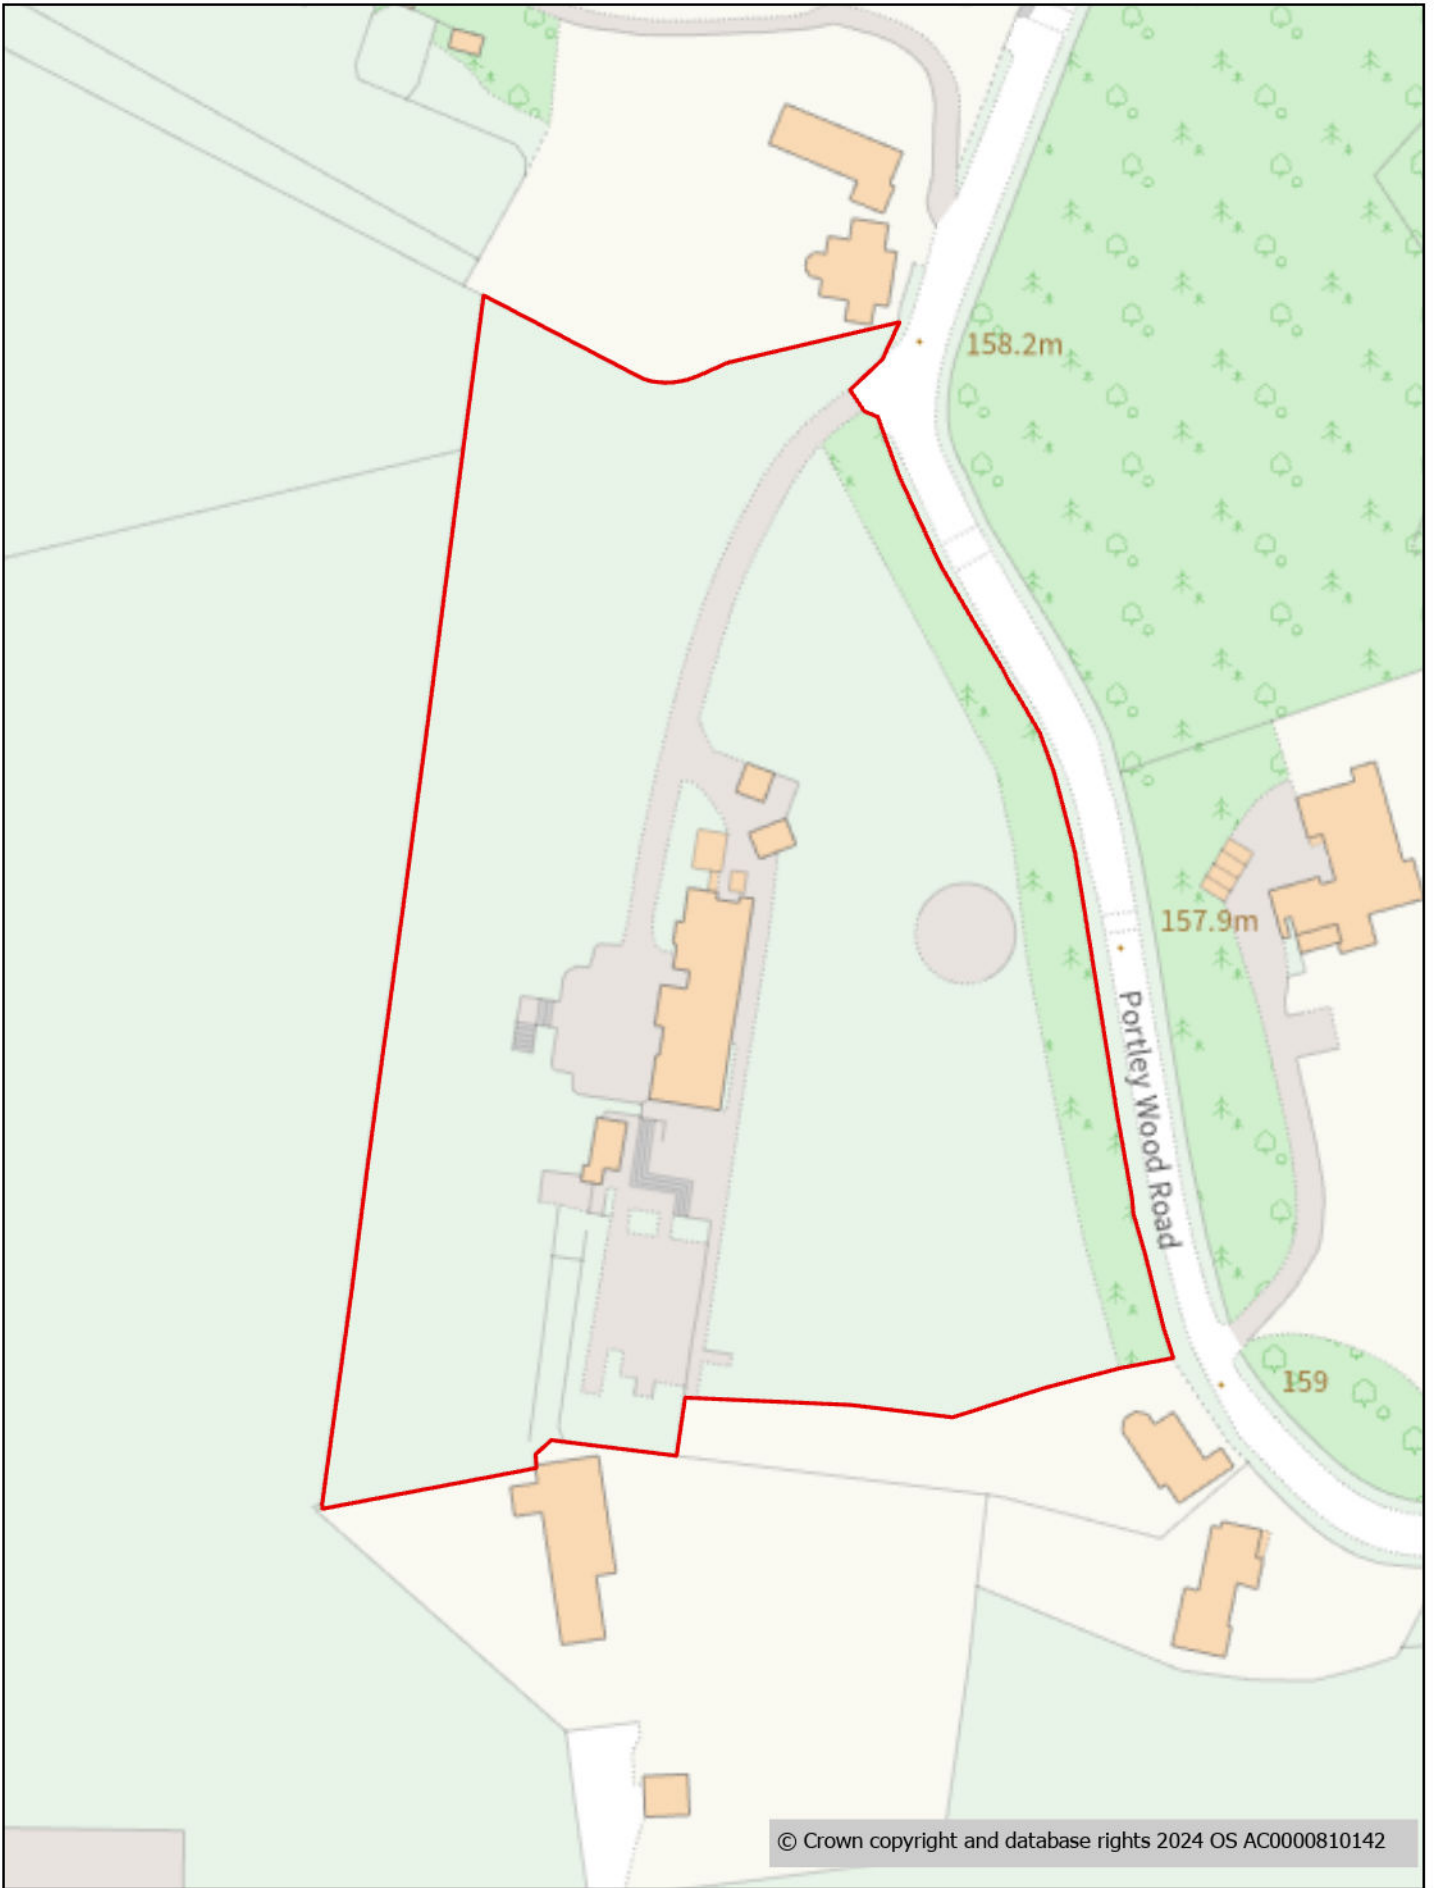 158.2m
157.9m
Portley Wood Road
159
© Crown copyright and database rights 2024 OS AC0000810142